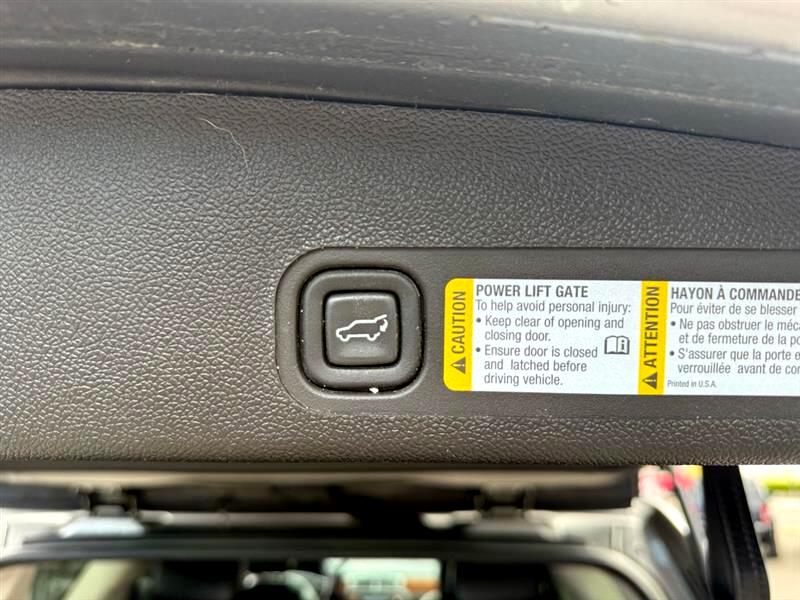 CAUTION
POWER LIFT GATE
To help avoid personal injury:
• Keep clear of opening and
closing door.
• Ensure door is closed
and latched before
driving vehicle.
ATTENTION
HAYON À COMMANDE
Pour éviter de se blesser
• Ne pas obstruer le méc
et de fermeture de la po
• S'assurer que la porte e
verrouillée avant de con
Printed in U.S.A.